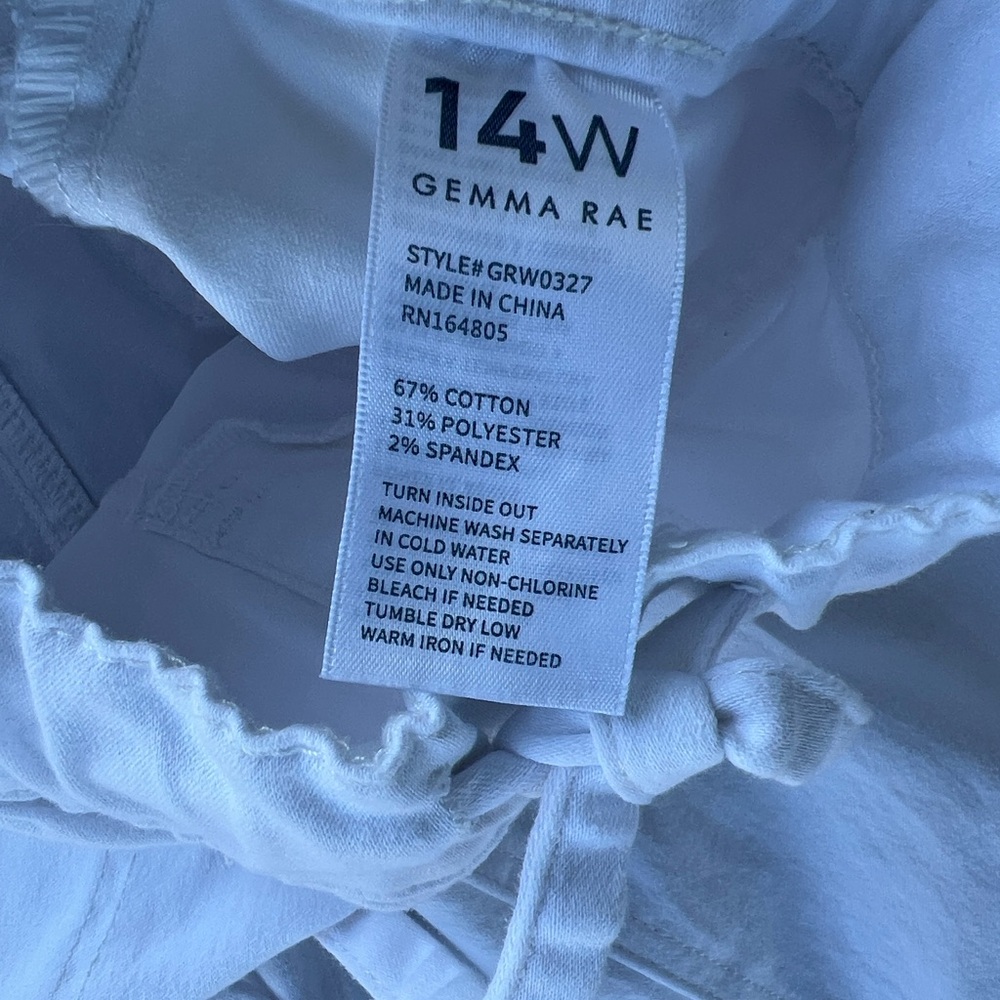 14W
GEMMA RAE
STYLE# GRW0327
MADE IN CHINA
RN164805
67% COTTON
31% POLYESTER
2% SPANDEX
TURN INSIDE OUT
MACHINE WASH SEPARATELY
IN COLD WATER
USE ONLY NON-CHLORINE
BLEACH IF NEEDED
TUMBLE DRY LOW
WARM IRON IF NEEDED